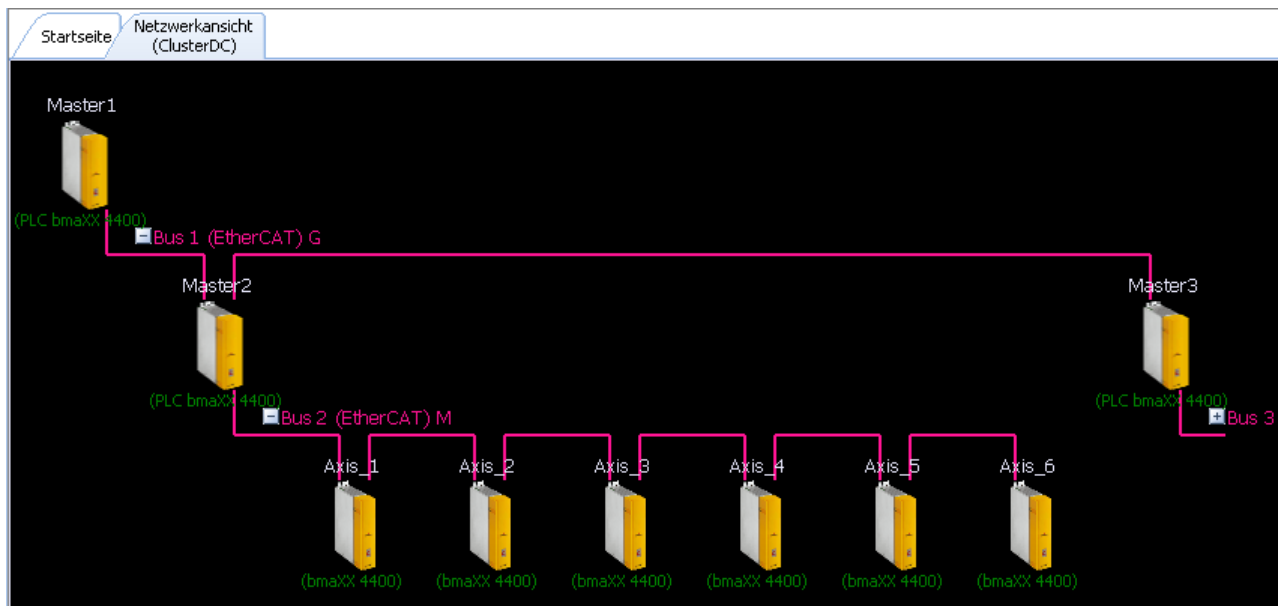 Startseite
Netzwerkansicht
(ClusterDC)
Master1
(PLC bmaXX 4400)
Bus 1 (EtherCAT) G
Master2
Master3
(PLC bmaXX 4400)
(PLC bmaXX 4400)
Bus 2 (EtherCAT) M
Bus 3
Axis_1
Axis_2
Axis_3
Axis_4
Axis_5
Axis_6
(bmaXX 4400)
(bmaXX 4400)
(bmaXX 4400)
(bmaXX 4400)
(bmaXX 4400)
(bmaXX 4400)